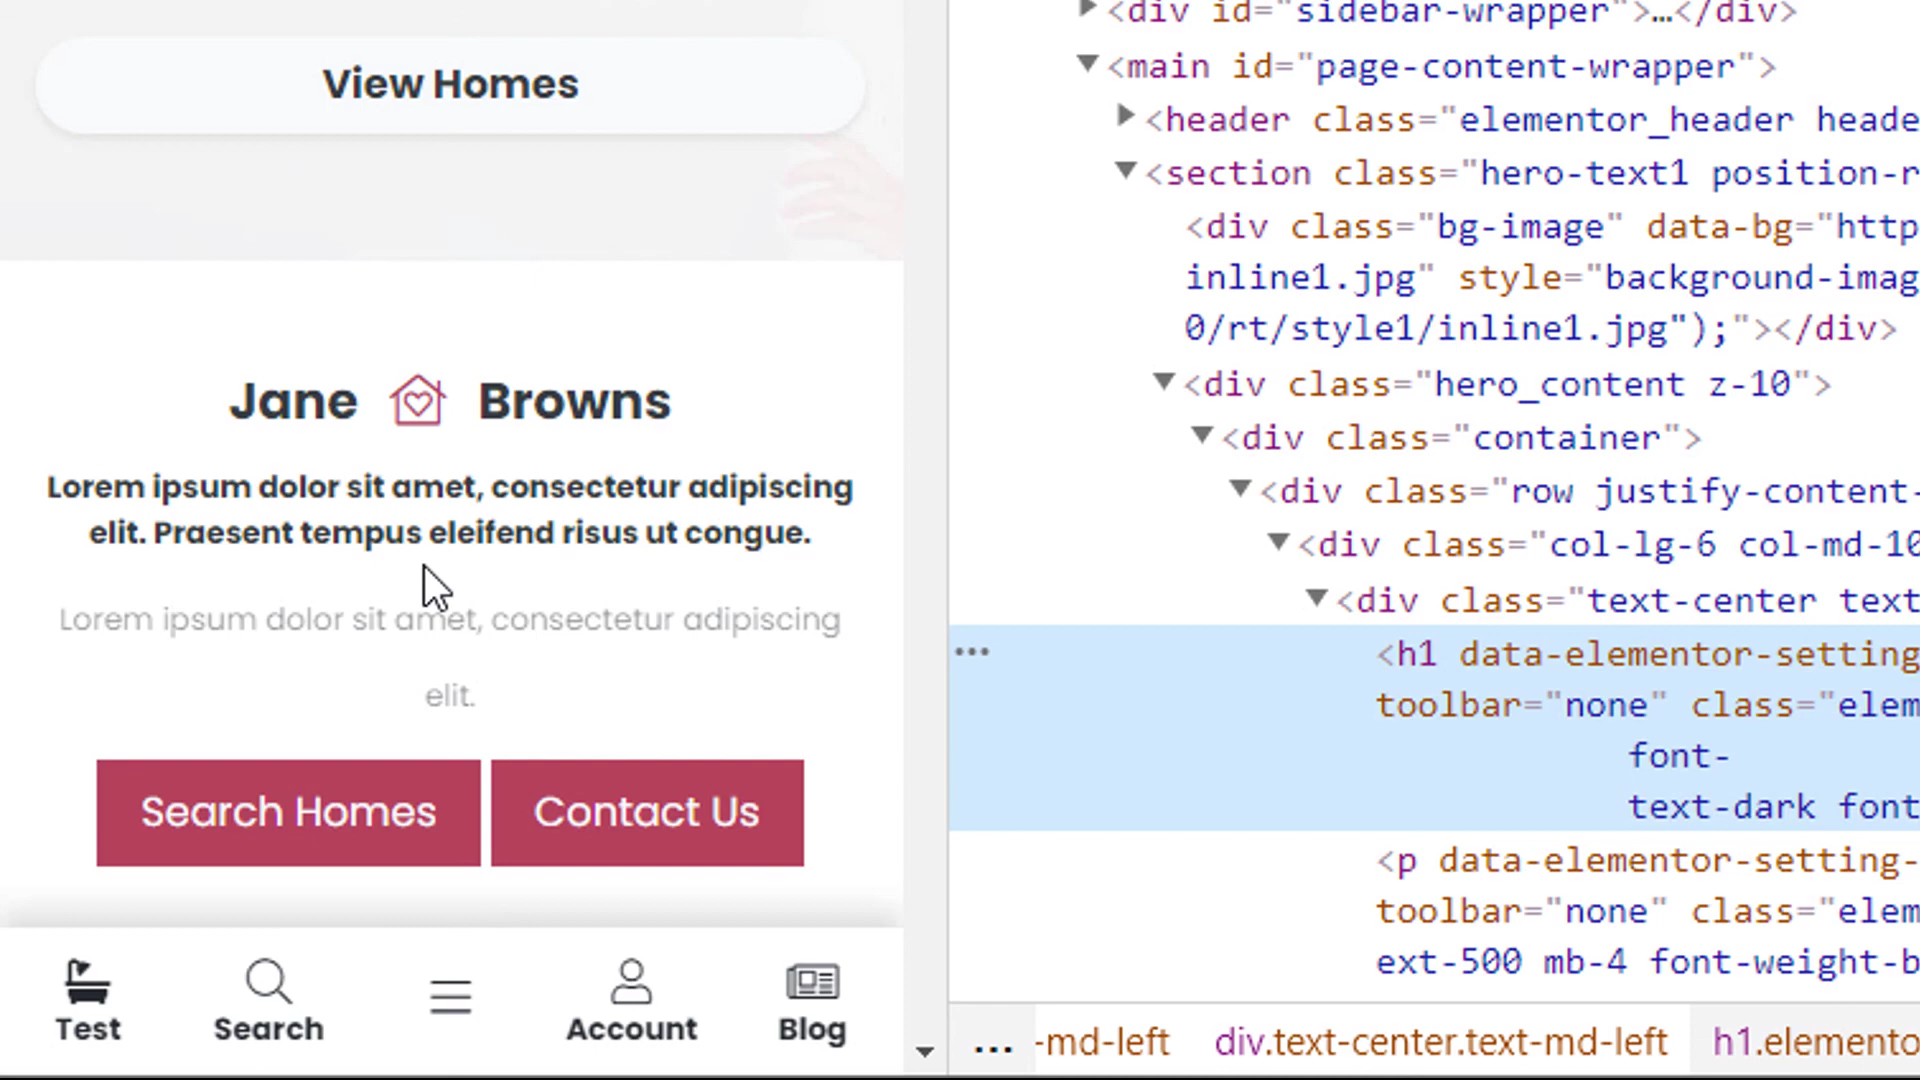 View Homes
Jane Browns
Lorem ipsum dolor sit amet, consectetur adipiscing
elit. Praesent tempus eleifend risus ut congue.
Lorem ipsum dolor sit amet, consectetur adipiscing
elit.
Search Homes
Contact Us
Test
Search
Account
Blog
<div id="sidebar-wrapper">…</div>
<main id="page-content-wrapper">
<header class="elementor_header heade
<section class="hero-text1 position-r
<div class="bg-image" data-bg="http
inline1.jpg" style="background-imag
0/rt/style1/inline1.jpg");"></div>
<div class="hero_content z-10">
<div class="container">
<div class="row justify-content-
<div class="col-lg-6 col-md-10
<div class="text-center text
<h1 data-elementor-setting
toolbar="none" class="elem
font-
text-dark font
<p data-elementor-setting-
toolbar="none" class="elem
ext-500 mb-4 font-weight-b
... -md-left div.text-center.text-md-left h1.elemento